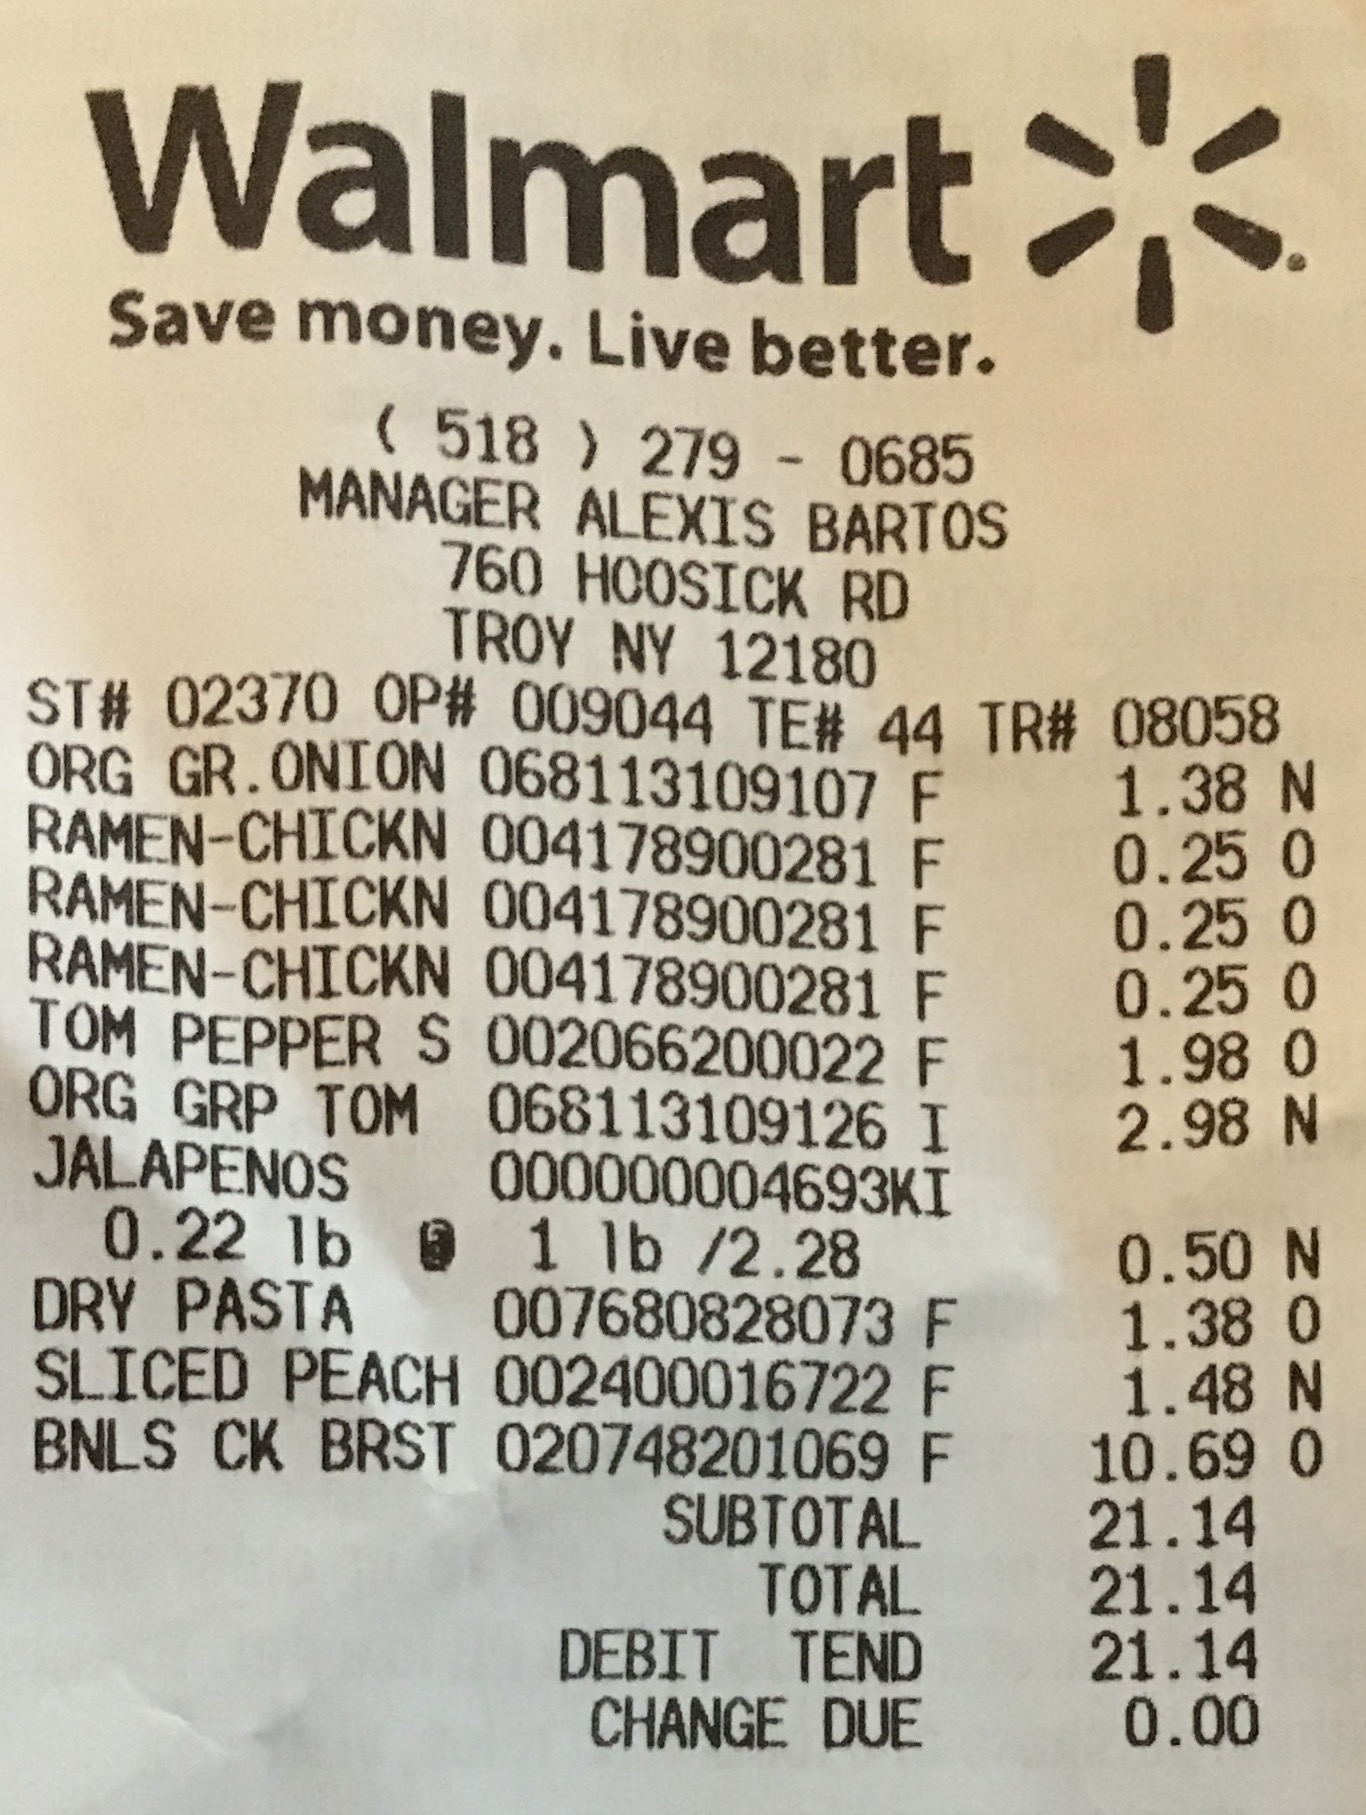 Walmart
Save money. Live better.
( 518 ) 279 - 0685
MANAGER ALEXIS BARTOS
760 HOOSICK RD
TROY NY 12180
ST# 02370 OP# 009044 TE# 44 TR# 08058
ORG GR.ONION 068113109107 F 1.38 N
RAMEN-CHICKN 004178900281 F 0.25 O
RAMEN-CHICKN 004178900281 F 0.25 O
RAMEN-CHICKN 004178900281 F 0.25 O
TOM PEPPER S 002066200022 F 1.98 O
ORG GRP TOM 068113109126 I 2.98 N
JALAPENOS 000000004693KI
0.22 lb @ 1 lb /2.28 0.50 N
DRY PASTA 007680828073 F 1.38 O
SLICED PEACH 002400016722 F 1.48 N
BNLS CK BRST 020748201069 F 10.69 O
SUBTOTAL 21.14
TOTAL 21.14
DEBIT TEND 21.14
CHANGE DUE 0.00